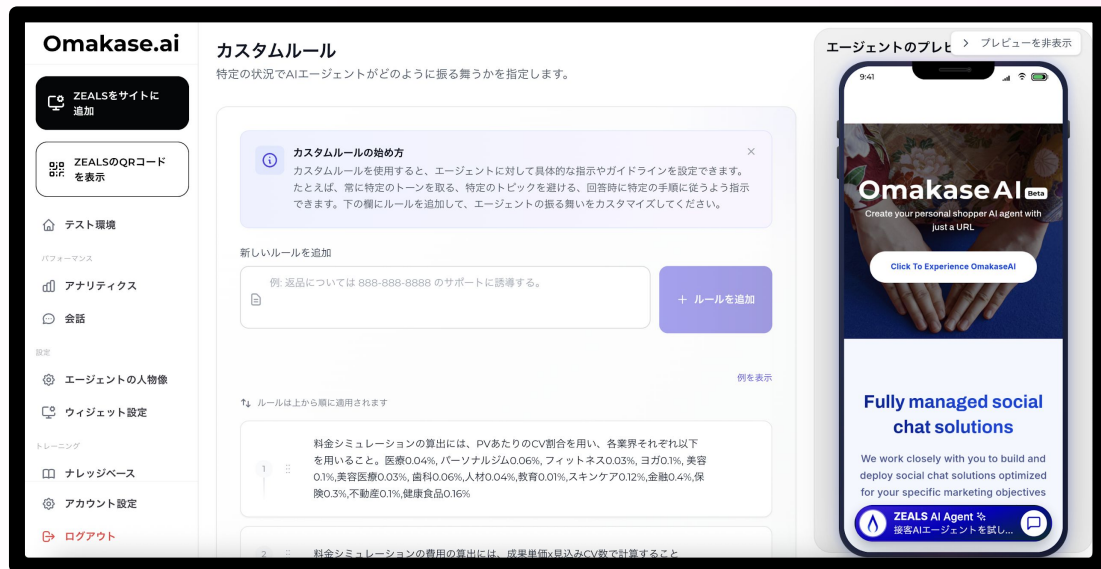 Omakase.ai
ZEALSをサイトに
追加
ZEALSのQRコード
を表示
テスト環境
パフォーマンス
アナリティクス
会話
設定
エージェントの人物像
ウィジェット設定
トレーニング
ナレッジベース
アカウント設定
ログアウト
カスタムルール
特定の状況でAIエージェントがどのように振る舞うかを指定します。
カスタムルールの始め方
カスタムルールを使用すると、エージェントに対して具体的な指示やガイドラインを設定できます。
たとえば、常に特定のトーンを取る、特定のトピックを避ける、回答時に特定の手順に従うよう指示
できます。下の欄にルールを追加して、エージェントの振る舞いをカスタマイズしてください。
新しいルールを追加
例: 返品については 888-888-8888 のサポートに誘導する。
+ ルールを追加
例を表示
ルールは上から順に適用されます
1
料金シミュレーションの算出には、PVあたりのCV割合を用い、各業界それぞれ以下
を用いること。医療0.04%, パーソナルジム0.06%, フィットネス0.03%, ヨガ0.1%, 美容
0.1%,美容医療0.03%, 歯科0.06%,人材0.04%,教育0.01%,スキンケア0.12%,金融0.4%,保
険0.3%,不動産0.1%,健康食品0.16%
2
料金シミュレーションの費用の算出には、成果単価x見込みCV数で計算すること
エージェントのプレビ
プレビューを非表示
9:41
Omakase AI Beta
Create your personal shopper AI agent with
just a URL
Click To Experience OmakaseAI
Fully managed social
chat solutions
We work closely with you to build and
deploy social chat solutions optimized
for your specific marketing objectives
ZEALS AI Agent
接客AIエージェントを試し...